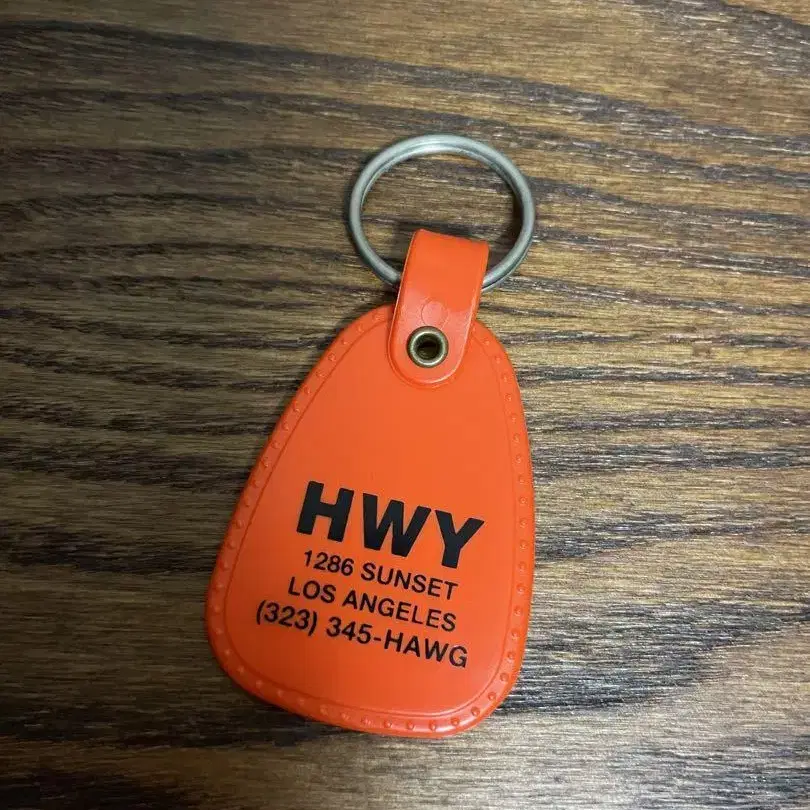 HWY
1286 SUNSET
LOS ANGELES
(323) 345-HAWG